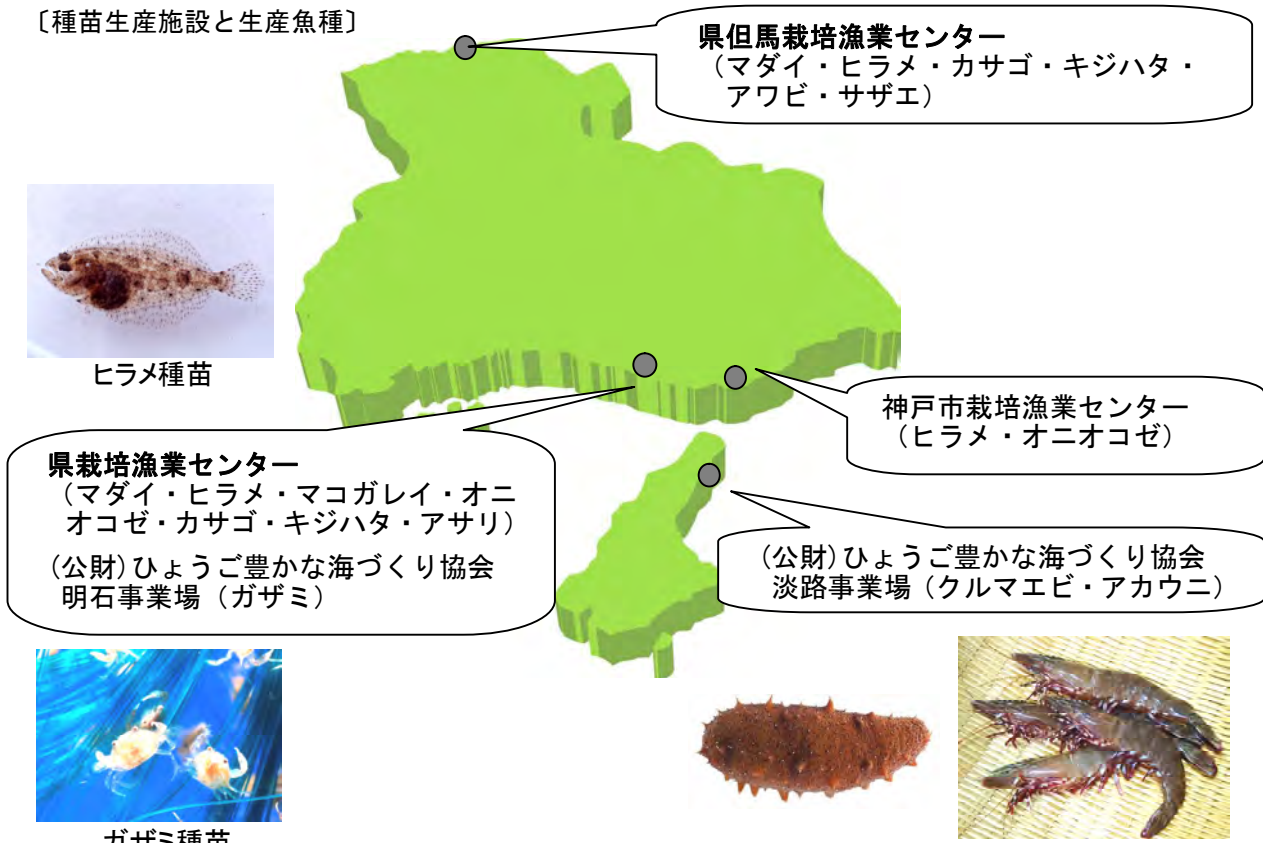 〔種苗生産施設と生産魚種〕
県但馬栽培漁業センター
（マダイ・ヒラメ・カサゴ・キジハタ・
アワビ・サザエ）
ヒラメ種苗
神戸市栽培漁業センター
（ヒラメ・オニオコゼ）
県栽培漁業センター
（マダイ・ヒラメ・マコガレイ・オニ
オコゼ・カサゴ・キジハタ・アサリ）
(公財)ひょうご豊かな海づくり協会
明石事業場（ガザミ）
(公財)ひょうご豊かな海づくり協会
淡路事業場（クルマエビ・アカウニ）
ガザミ種苗